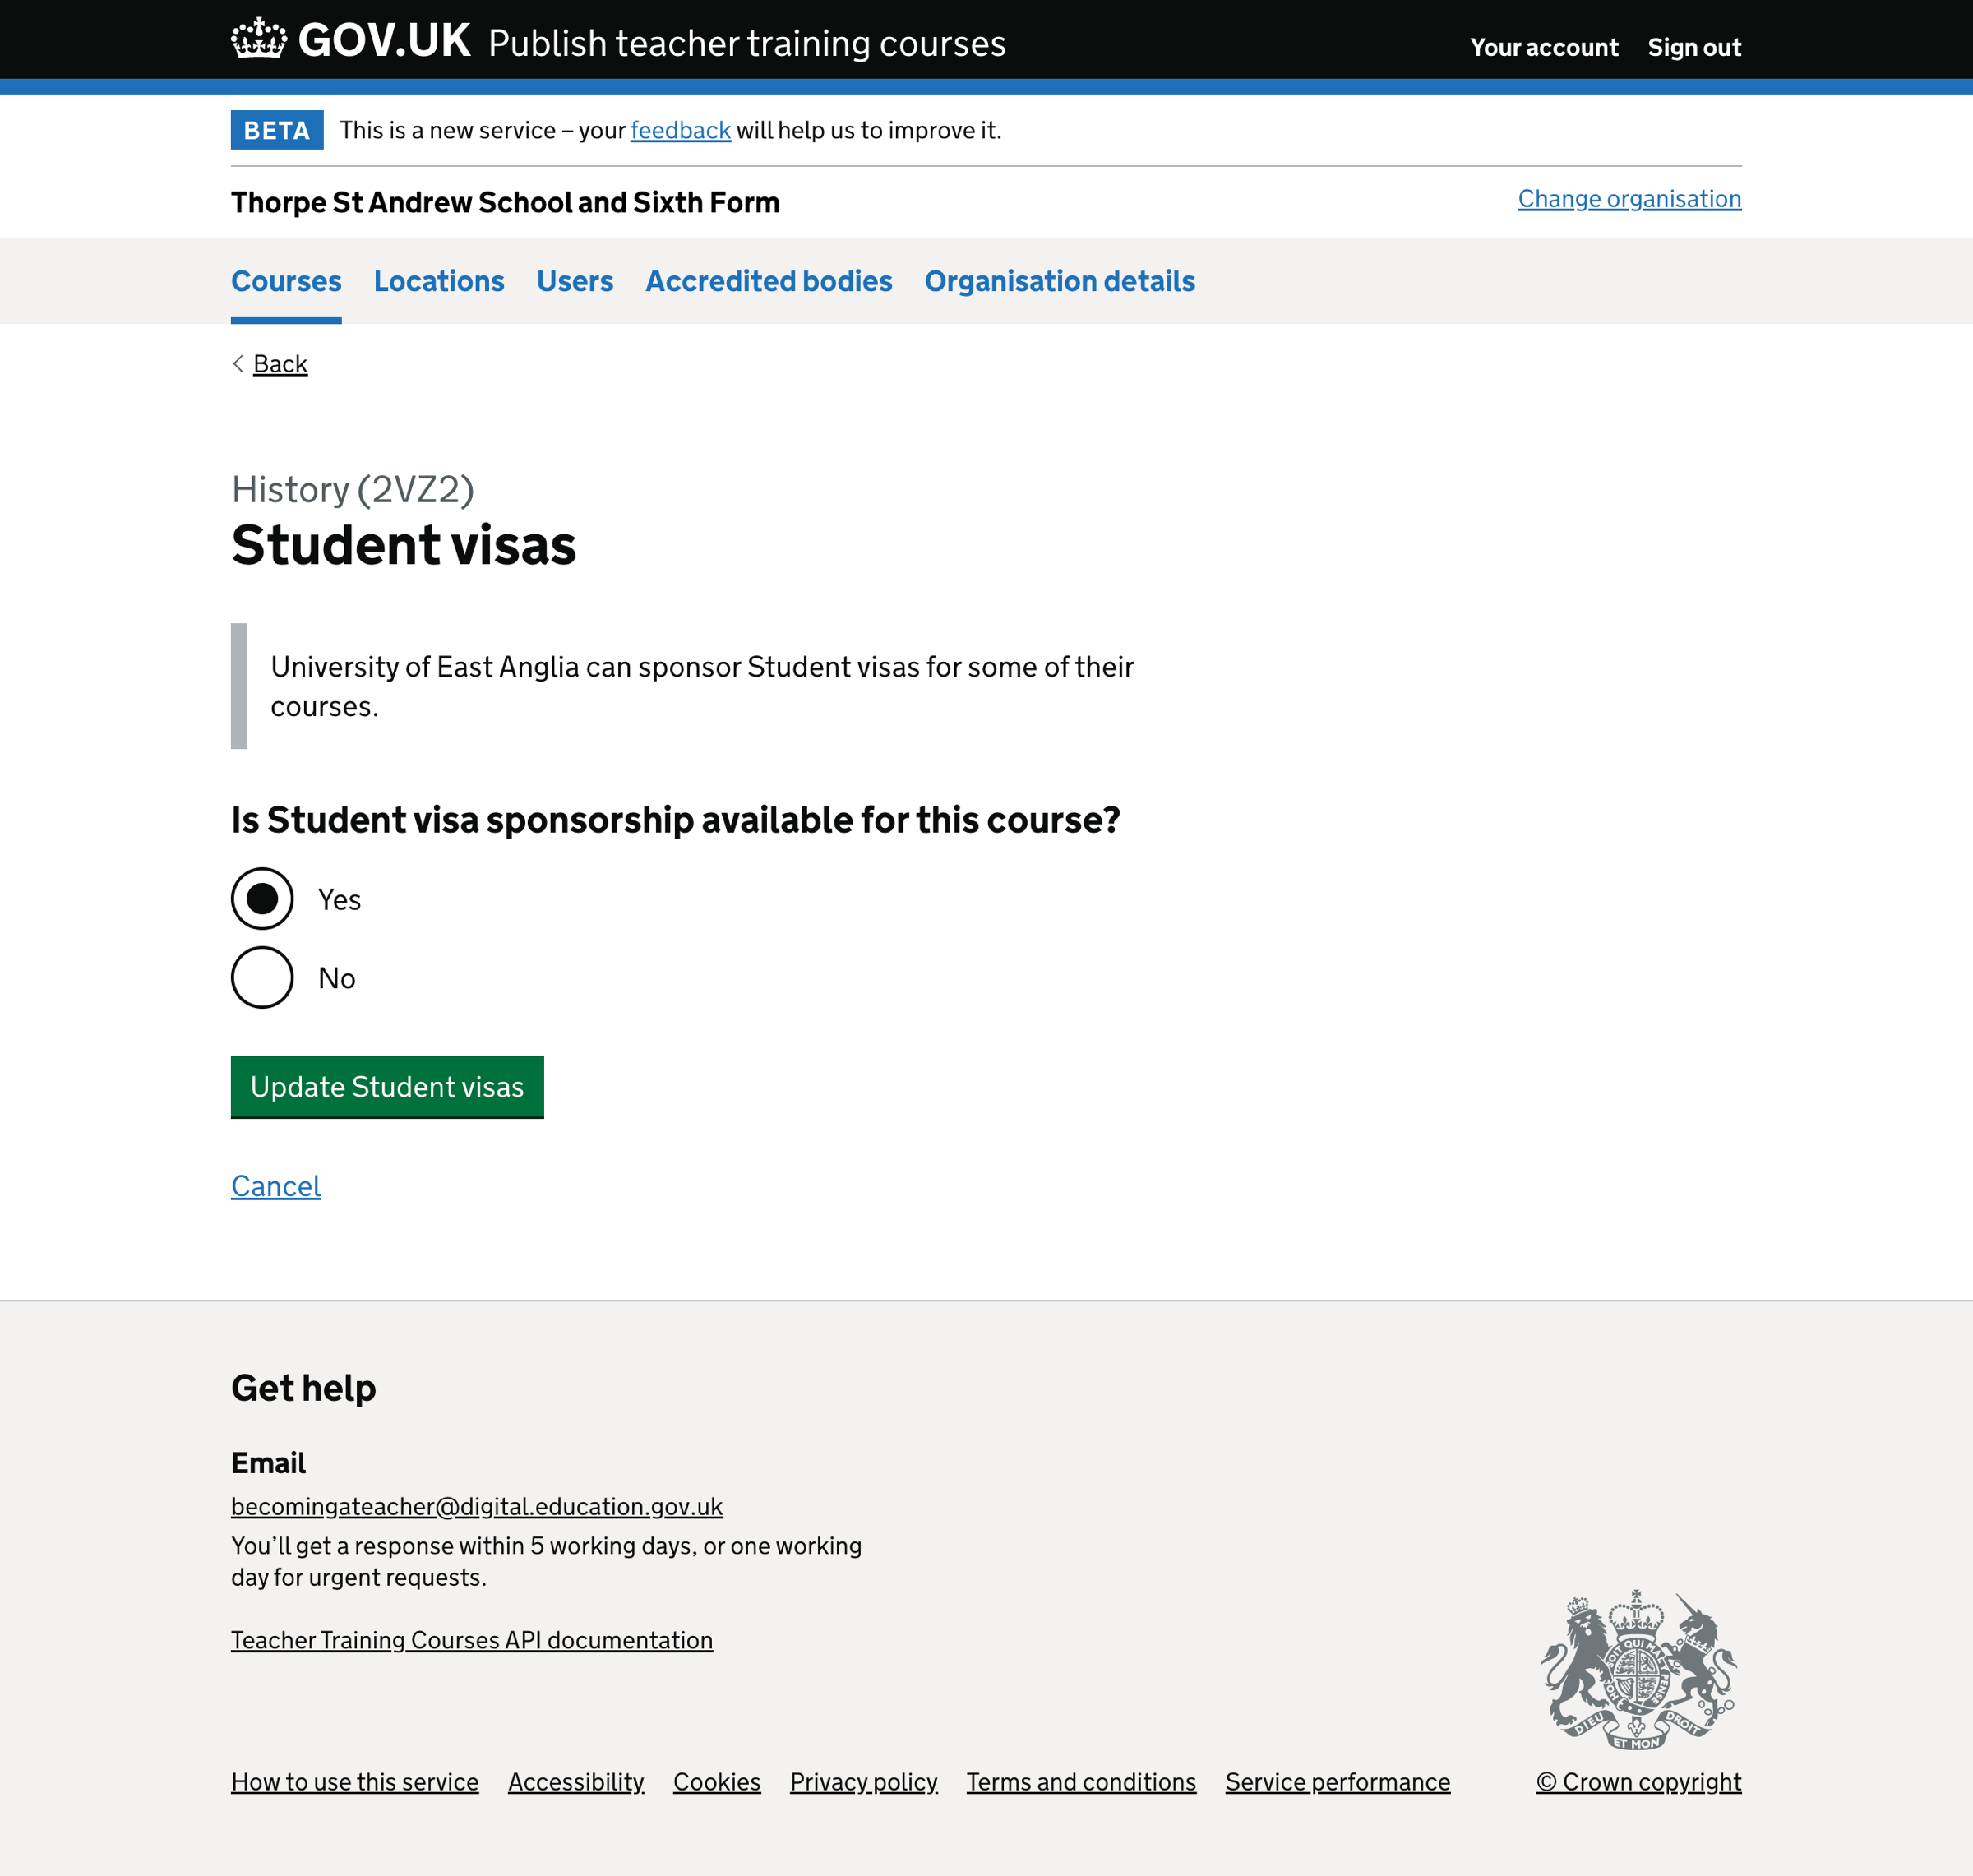 GOV.UK Publish teacher training courses Your account Sign out
BETA This is a new service – your feedback will help us to improve it.
Thorpe St Andrew School and Sixth Form Change organisation
Courses Locations Users Accredited bodies Organisation details
Back
History (2VZ2)
Student visas
University of East Anglia can sponsor Student visas for some of their
courses.
Is Student visa sponsorship available for this course?
Yes
No
Update Student visas
Cancel
Get help
Email
becomingateacher@digital.education.gov.uk
You’ll get a response within 5 working days, or one working
day for urgent requests.
Teacher Training Courses API documentation
SOIT QUI MAL Y PENSE
DIEU ET MON DROIT
How to use this service Accessibility Cookies Privacy policy Terms and conditions Service performance © Crown copyright